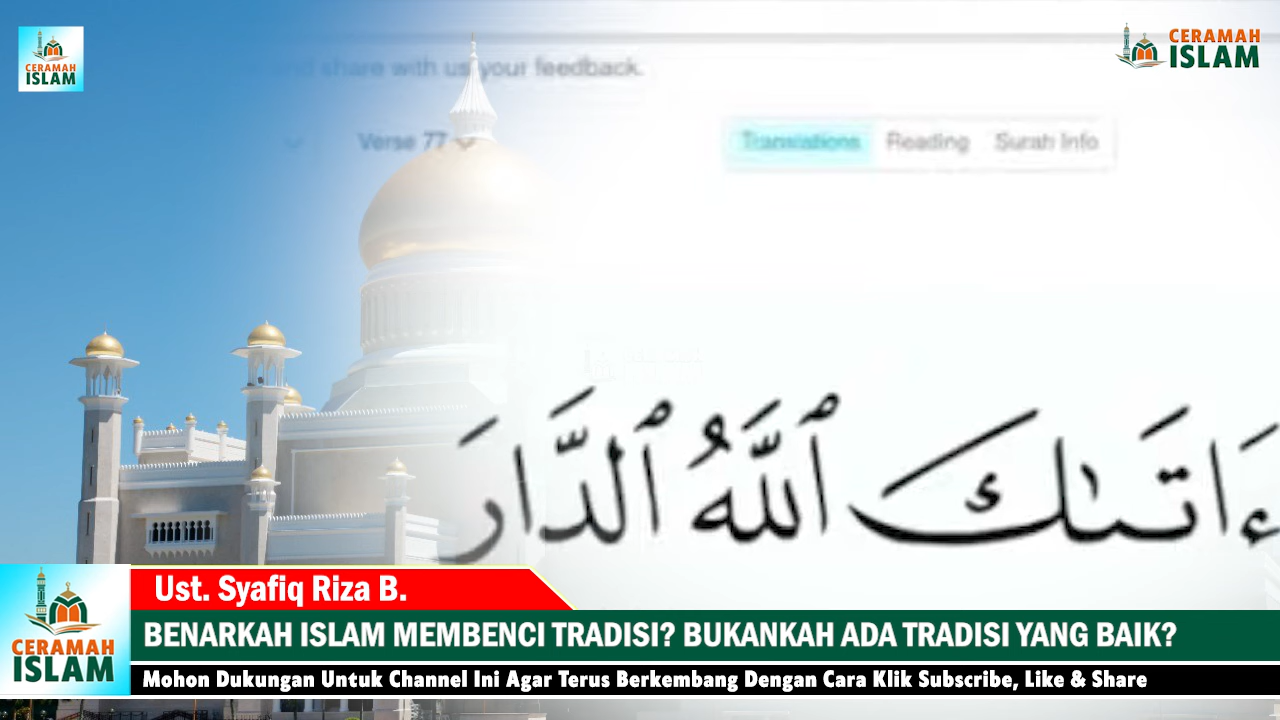 CERAMAH
ISLAM
CERAMAH
ISLAM
and share with us your feedback.
Verse 77
Translations Reading Surah Info
ءَاتَىٰكَ ٱللَّهُ ٱلدَّارَ
Ust. Syafiq Riza B.
BENARKAH ISLAM MEMBENCI TRADISI? BUKANKAH ADA TRADISI YANG BAIK?
CERAMAH
ISLAM
Mohon Dukungan Untuk Channel Ini Agar Terus Berkembang Dengan Cara Klik Subscribe, Like & Share